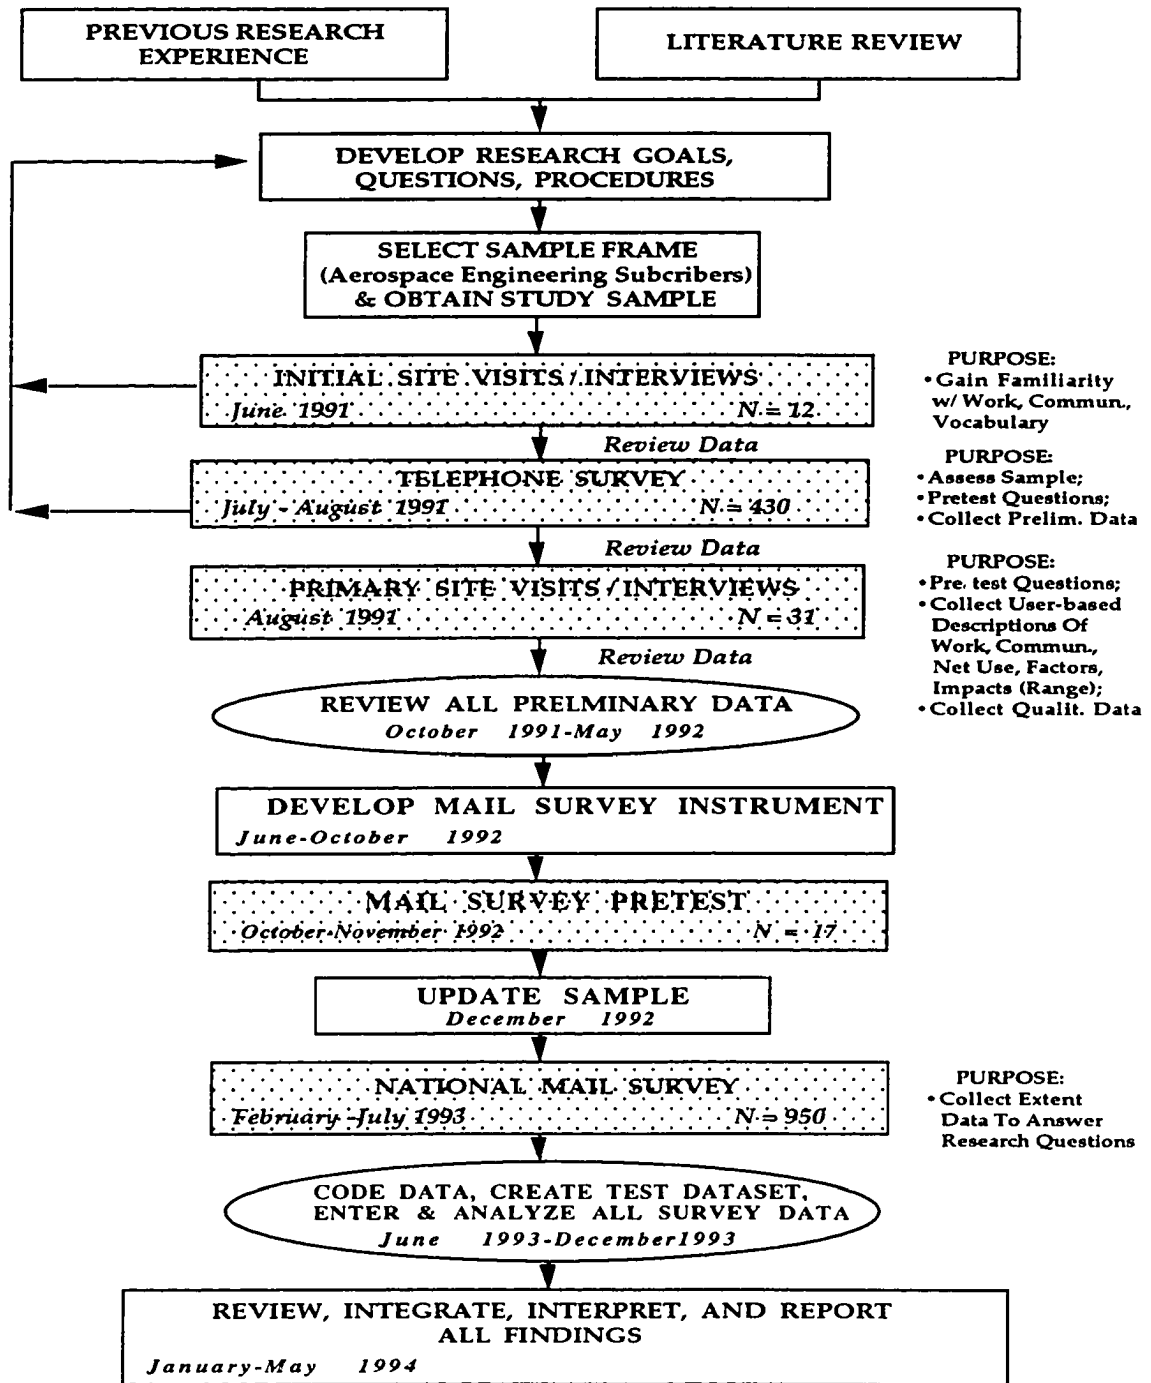 PREVIOUS RESEARCH
EXPERIENCE
LITERATURE REVIEW
DEVELOP RESEARCH GOALS,
QUESTIONS, PROCEDURES
SELECT SAMPLE FRAME
(Aerospace Engineering Subcribers)
& OBTAIN STUDY SAMPLE
INITIAL SITE VISITS / INTERVIEWS
June 1991 N = 12
PURPOSE:
• Gain Familiarity
w/ Work, Commun.,
Vocabulary
Review Data
TELEPHONE SURVEY
July - August 1991 N = 430
PURPOSE:
• Assess Sample;
• Pretest Questions;
• Collect Prelim. Data
Review Data
PRIMARY SITE VISITS / INTERVIEWS
August 1991 N = 31
PURPOSE:
• Pre. test Questions;
• Collect User-based
Descriptions Of
Work, Commun.,
Net Use, Factors,
Impacts (Range);
• Collect Qualit. Data
Review Data
REVIEW ALL PRELMINARY DATA
October 1991-May 1992
DEVELOP MAIL SURVEY INSTRUMENT
June-October 1992
MAIL SURVEY PRETEST
October-November 1992 N = 17
UPDATE SAMPLE
December 1992
NATIONAL MAIL SURVEY
February -July 1993 N = 950
PURPOSE:
• Collect Extent
Data To Answer
Research Questions
CODE DATA, CREATE TEST DATASET,
ENTER & ANALYZE ALL SURVEY DATA
June 1993-December1993
REVIEW, INTEGRATE, INTERPRET, AND REPORT
ALL FINDINGS
January-May 1994